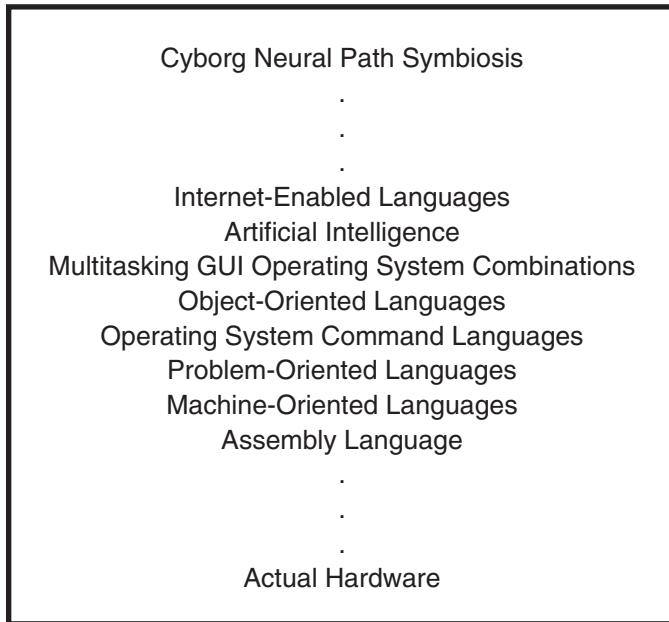 Cyborg Neural Path Symbiosis
.
.
.
Internet-Enabled Languages
Artificial Intelligence
Multitasking GUI Operating System Combinations
Object-Oriented Languages
Operating System Command Languages
Problem-Oriented Languages
Machine-Oriented Languages
Assembly Language
.
.
.
Actual Hardware